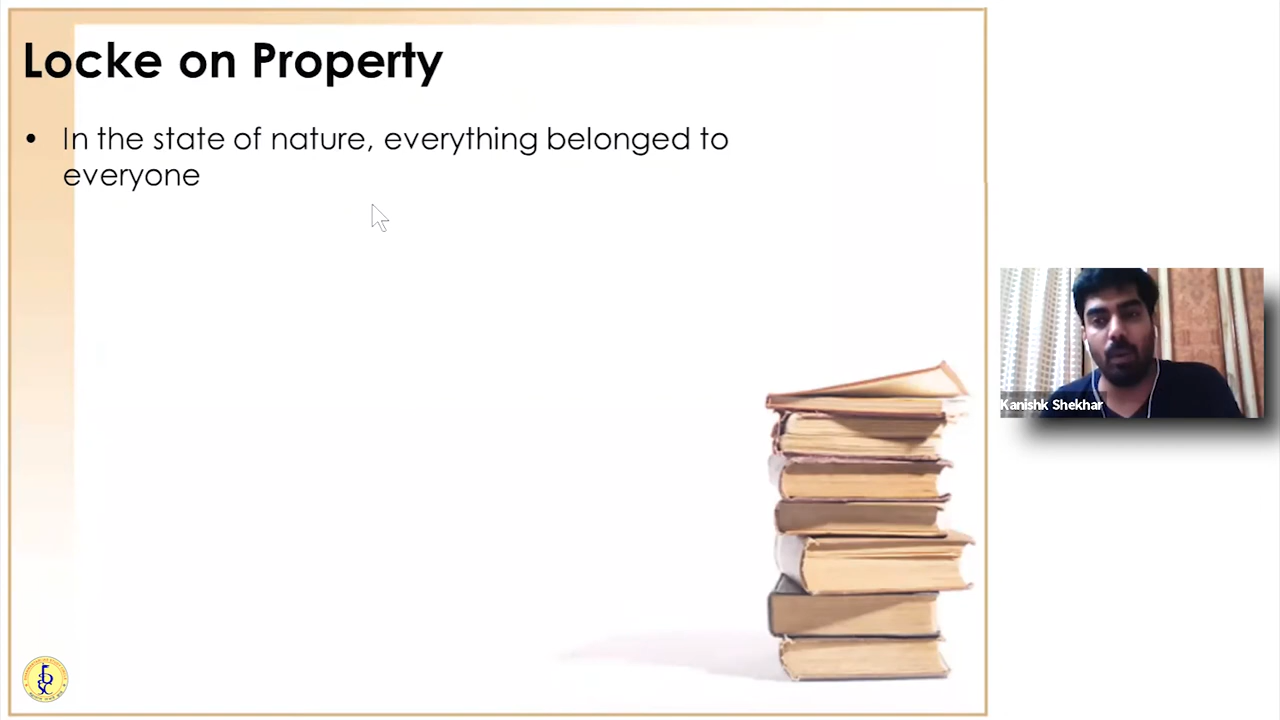 Locke on Property
• In the state of nature, everything belonged to
everyone
Kanishk Shekhar